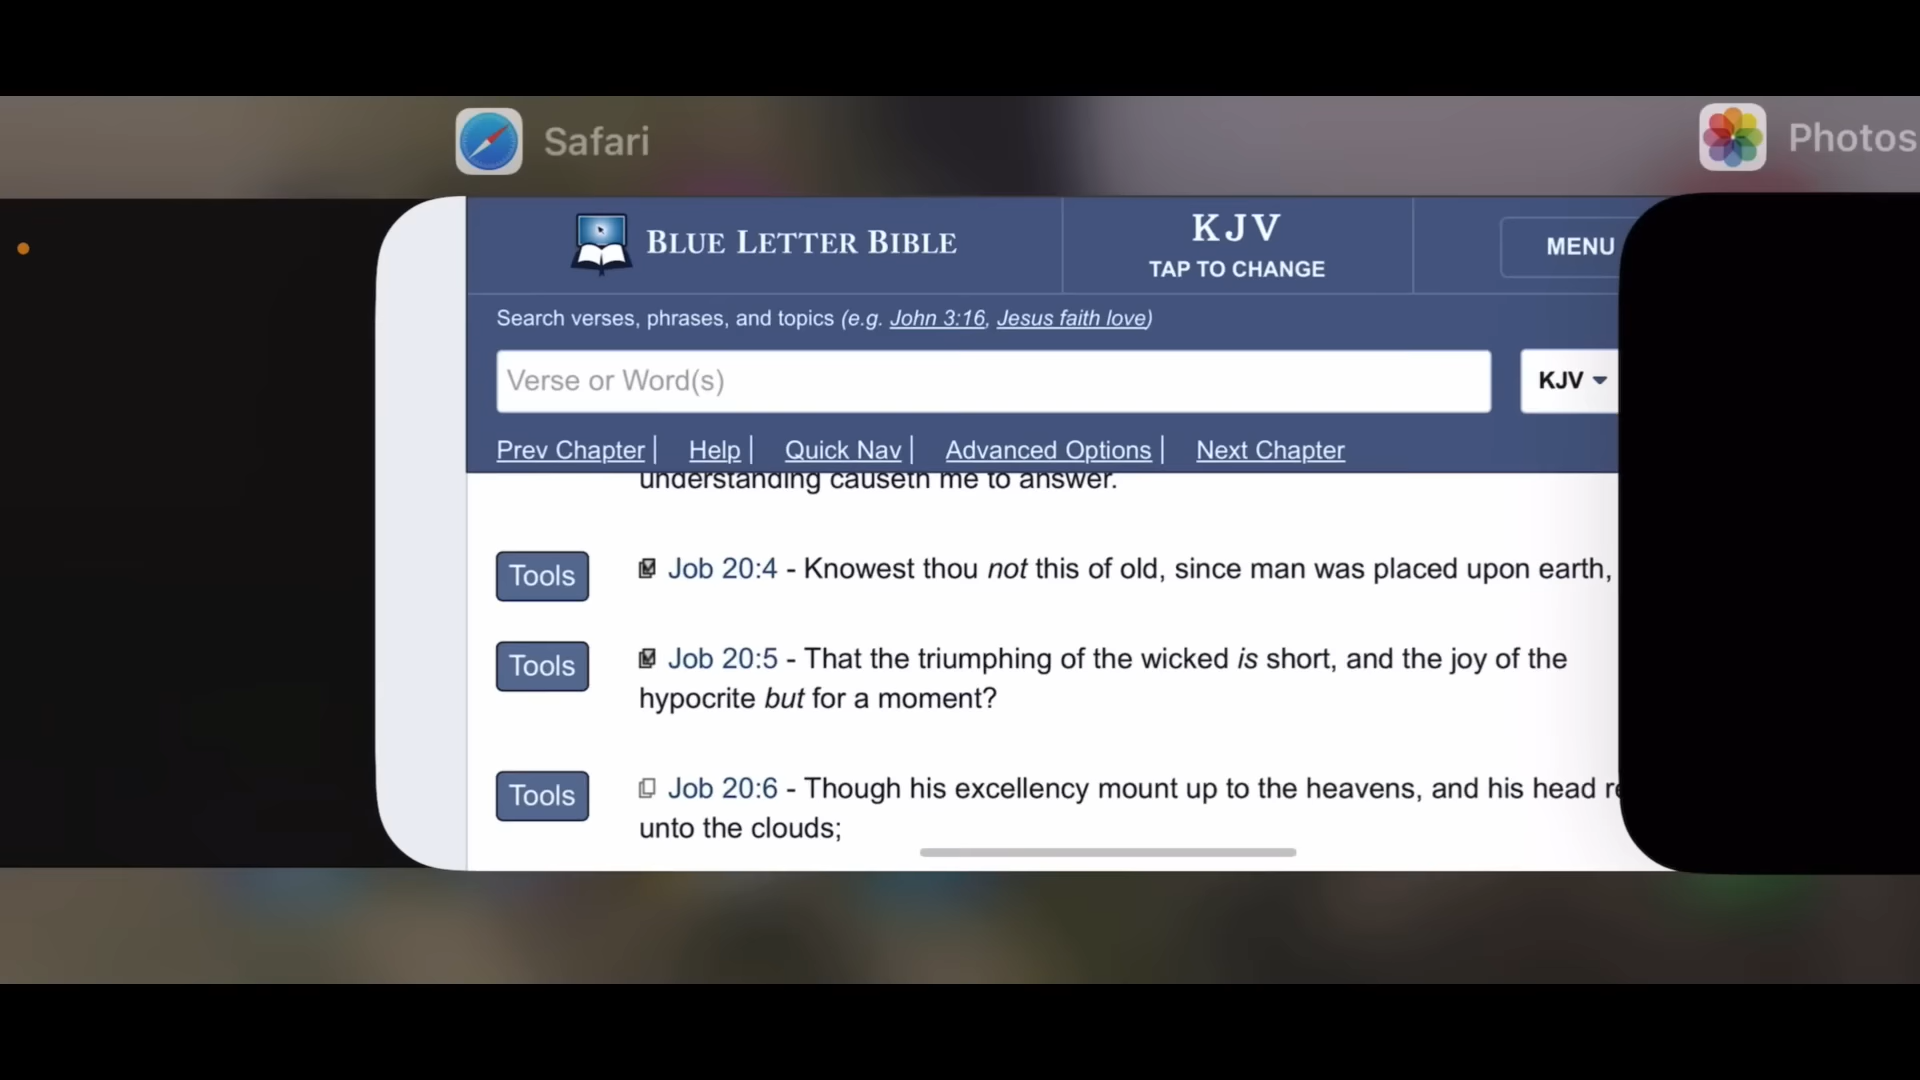 Safari
Photos
BLUE LETTER BIBLE
KJV
TAP TO CHANGE
MENU
Search verses, phrases, and topics (e.g. John 3:16, Jesus faith love)
Verse or Word(s)
KJV
Prev Chapter | Help | Quick Nav | Advanced Options | Next Chapter
understanding causeth me to answer.
Tools
Job 20:4 - Knowest thou not this of old, since man was placed upon earth,
Tools
Job 20:5 - That the triumphing of the wicked is short, and the joy of the
hypocrite but for a moment?
Tools
Job 20:6 - Though his excellency mount up to the heavens, and his head
unto the clouds;